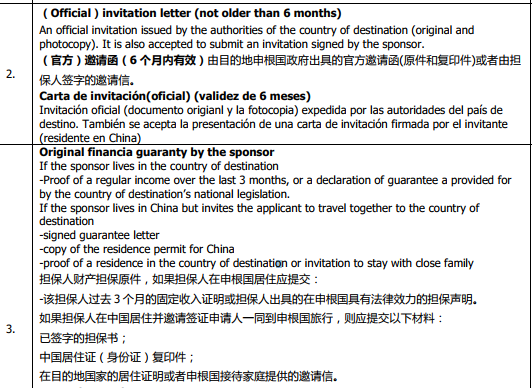 （Official）invitation letter (not older than 6 months)
An official invitation issued by the authorities of the country of destination (original and
photocopy). It is also accepted to submit an invitation signed by the sponsor.
2.
（官方）邀请函（6 个月内有效）由目的地申根国政府出具的官方邀请函(原件和复印件)或者由担
保人签字的邀请信。
Carta de invitación(oficial) (validez de 6 meses)
Invitación oficial (documento origianl y la fotocopia) expedida por las autoridades del país de
destino. También se acepta la presentación de una carta de invitación firmada por el invitante
(residente en China)
Original financia guaranty by the sponsor
If the sponsor lives in the country of destination
-Proof of a regular income over the last 3 months, or a declaration of guarantee a provided for
by the country of destination's national legislation.
If the sponsor lives in China but invites the applicant to travel together to the country of
destination
-signed guarantee letter
-copy of the residence permit for China
-proof of a residence in the country of destination or invitation to stay with close family
担保人财产担保原件，如果担保人在申根国居住应提交：
-该担保人过去 3 个月的固定收入证明或担保人出具的在申根国具有法律效力的担保声明。
3.
如果担保人在中国居住并邀请签证申请人一同到申根国旅行，则应提交以下材料：
已签字的担保书；
中国居住证（身份证）复印件；
在目的地国家的居住证明或者申根国接待家庭提供的邀请信。